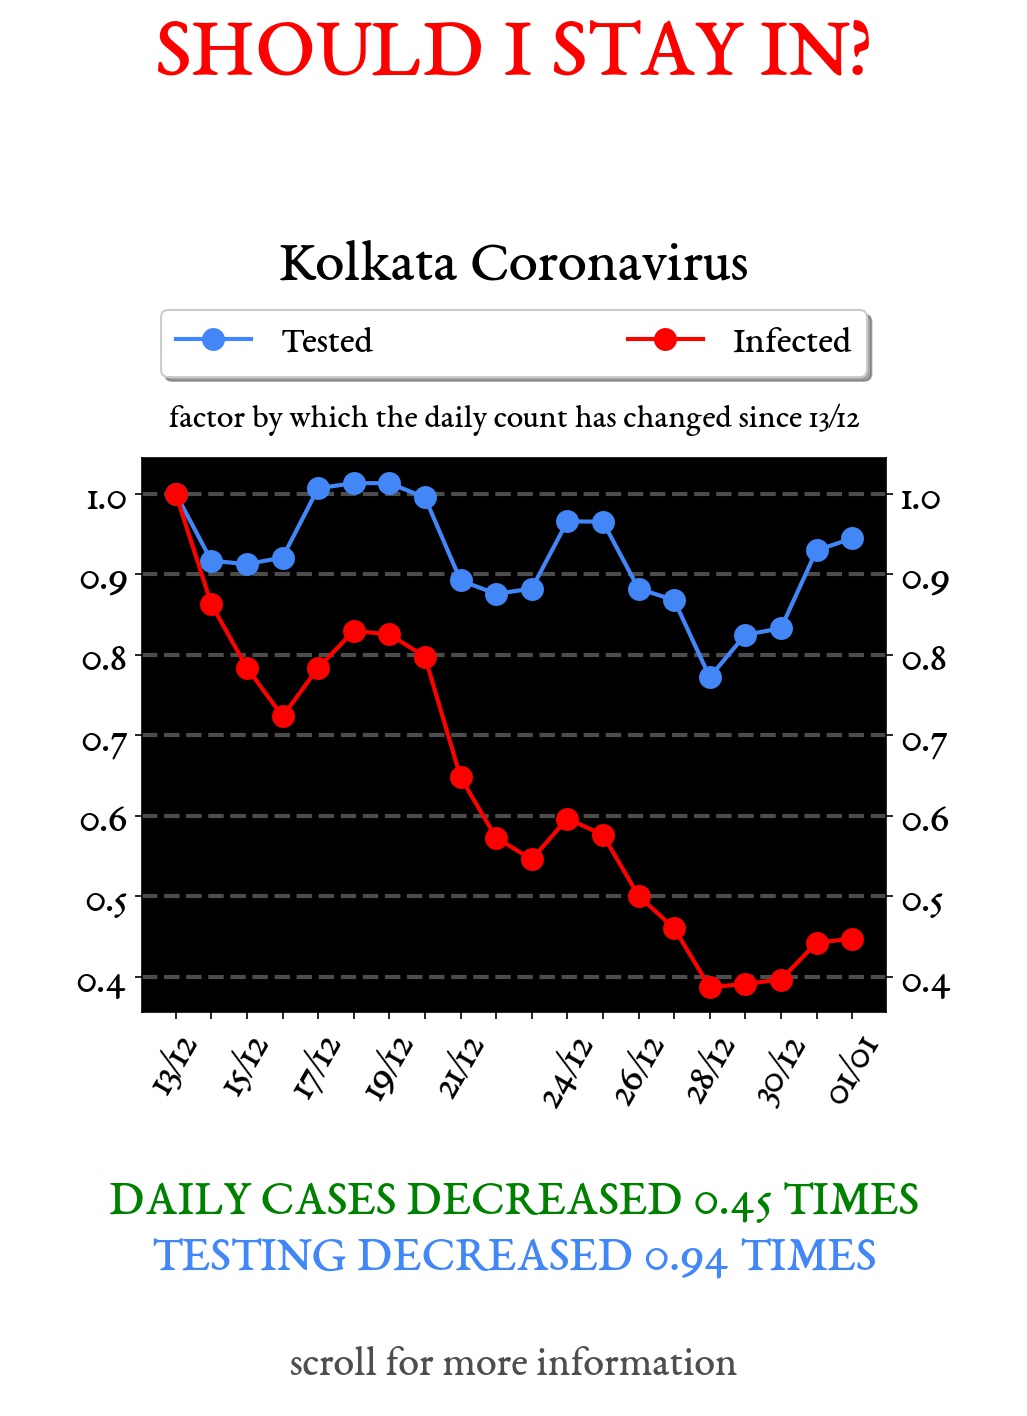 SHOULD I STAY IN?
Kolkata Coronavirus
Tested Infected
factor by which the daily count has changed since 13/12
1.0 1.0
0.9 0.9
0.8 0.8
0.7 0.7
0.6 0.6
0.5 0.5
0.4 0.4
13/12 15/12 17/12 19/12 21/12 24/12 26/12 28/12 30/12 01/01
DAILY CASES DECREASED 0.45 TIMES
TESTING DECREASED 0.94 TIMES
scroll for more information